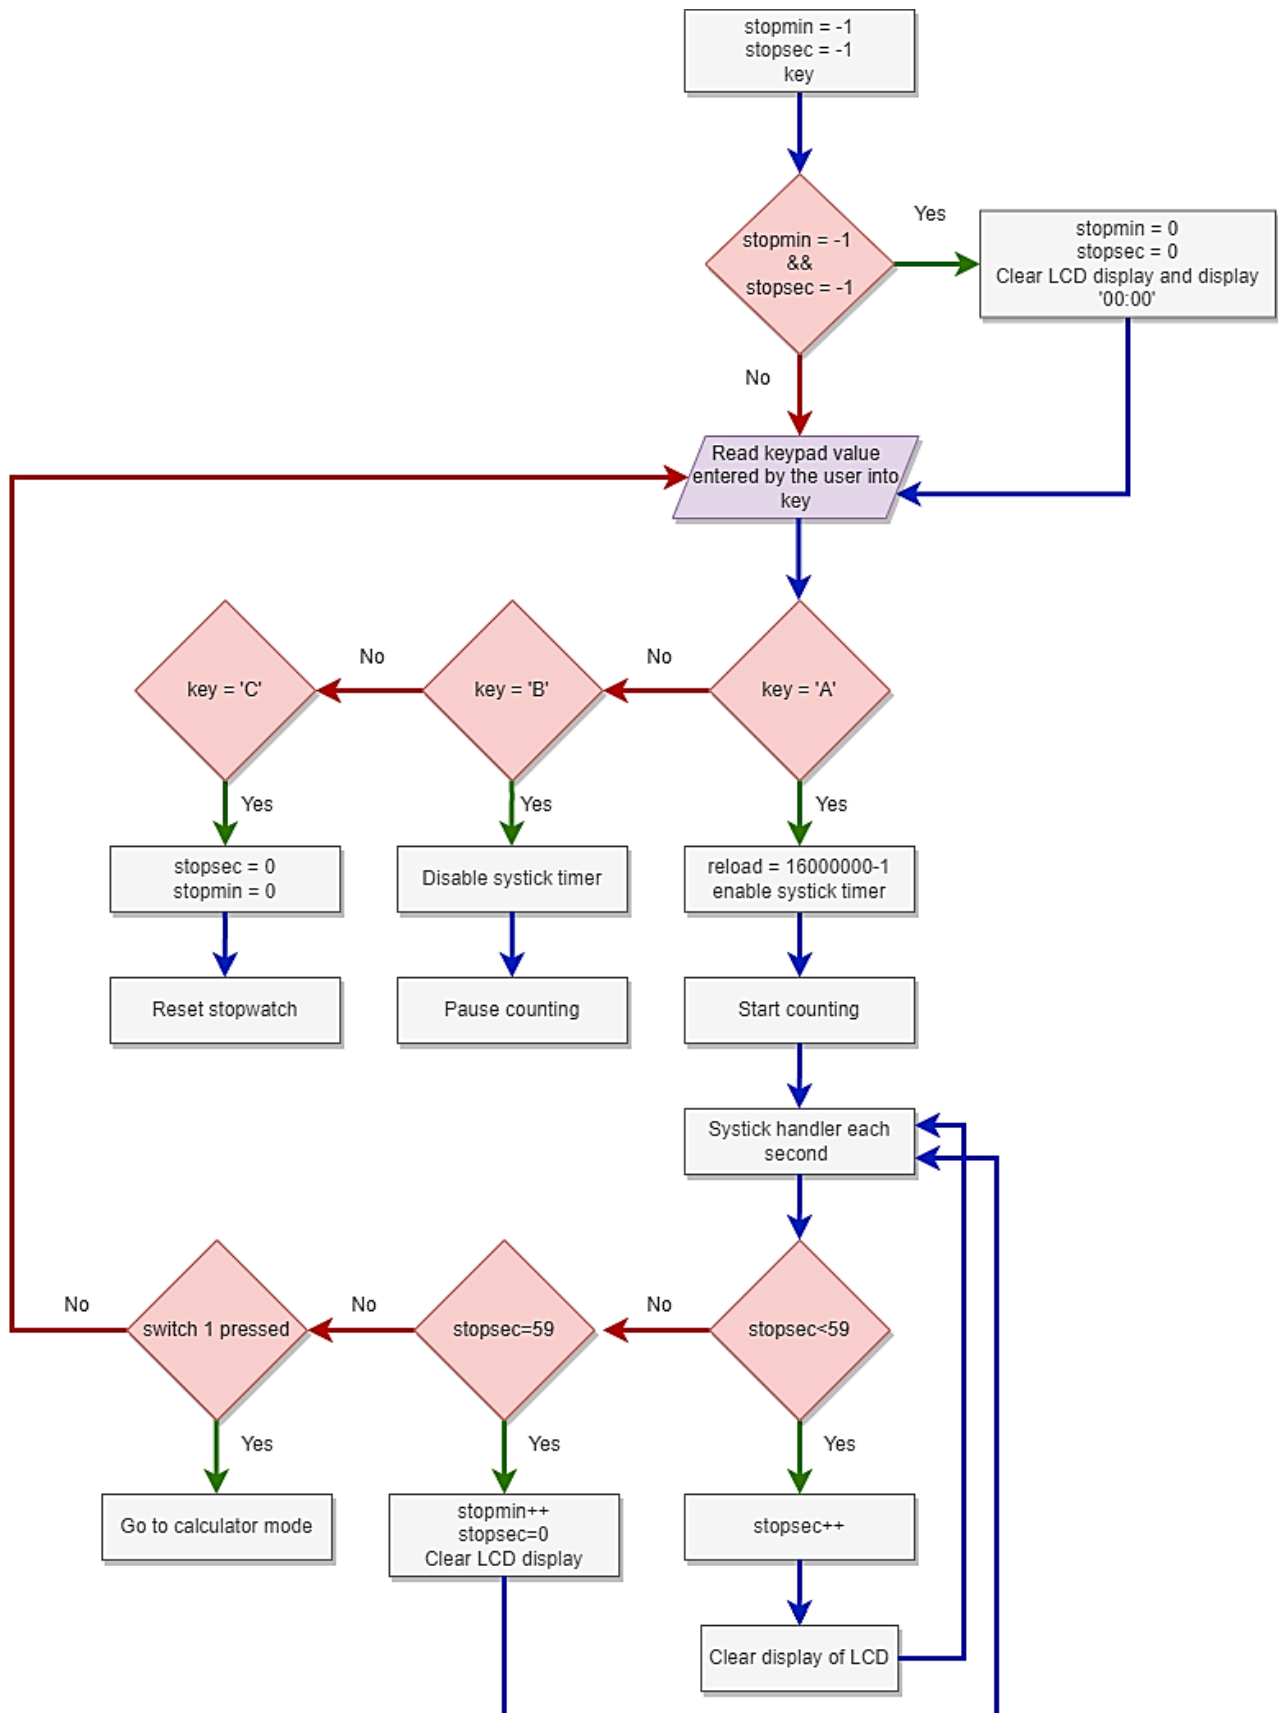 stopmin = -1
stopsec = -1
key
stopmin = -1
&&
stopsec = -1
Yes
stopmin = 0
stopsec = 0
Clear LCD display and display
'00:00'
No
Read keypad value
entered by the user into
key
key = 'C'
No
key = 'B'
No
key = 'A'
Yes
Yes
Yes
stopsec = 0
stopmin = 0
Disable systick timer
reload = 16000000-1
enable systick timer
Reset stopwatch
Pause counting
Start counting
Systick handler each
second
No
switch 1 pressed
No
stopsec=59
No
stopsec<59
Yes
Yes
Yes
Go to calculator mode
stopmin++
stopsec=0
Clear LCD display
stopsec++
Clear display of LCD